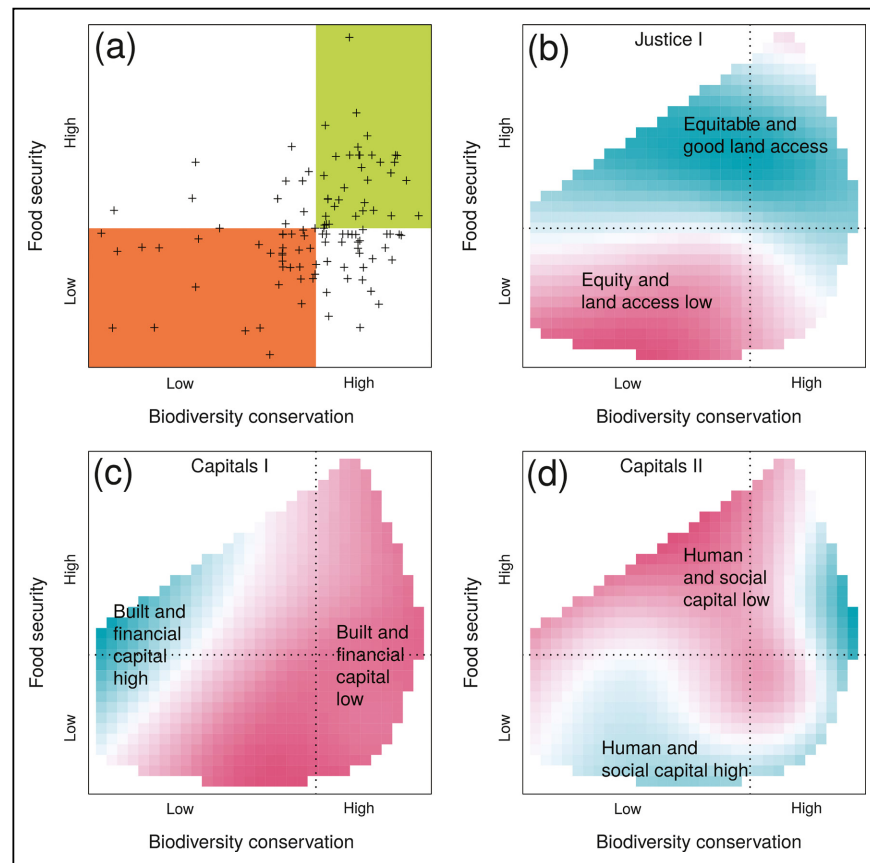 (a)
High
Food security
Low
Low
High
Biodiversity conservation
(b)
Justice I
Equitable and
good land access
Equity and
land access low
High
Food security
Low
Low
High
Biodiversity conservation
(c)
Capitals I
Built and
financial
capital
high
Built and
financial
capital
low
High
Food security
Low
Low
High
Biodiversity conservation
(d)
Capitals II
Human
and social
capital low
Human and
social capital high
High
Food security
Low
Low
High
Biodiversity conservation